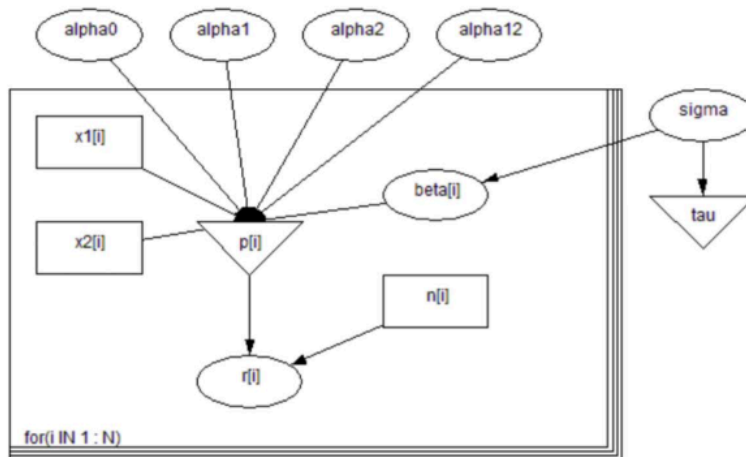 alpha0 alpha1 alpha2 alpha12
x1[i]
sigma
beta[i]
tau
x2[i]
p[i]
n[i]
r[i]
for(i IN 1 : N)